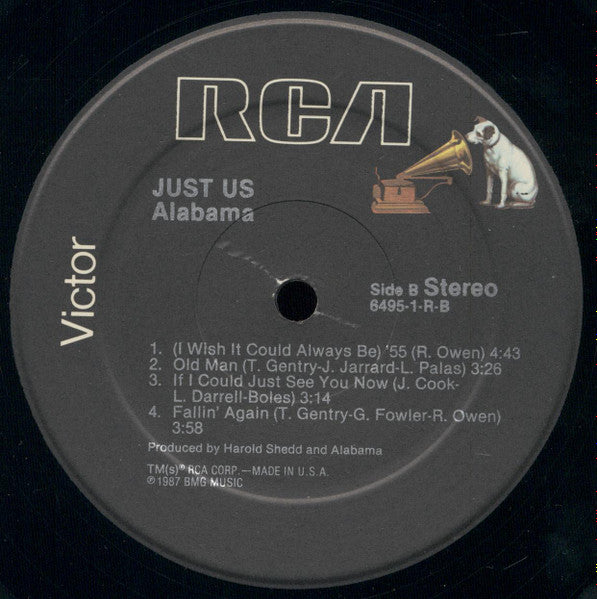 RCA
JUST US
Alabama
Victor
Side B Stereo
6495-1-R-B
1. (I Wish It Could Always Be) '55 (R. Owen) 4:43
2. Old Man (T. Gentry-J. Jarrard-L. Palas) 3:26
3. If I Could Just See You Now (J. Cook-
L. Darrell-Boles) 3:14
4. Fallin' Again (T. Gentry-G. Fowler-R. Owen)
3:58
Produced by Harold Shedd and Alabama
TM(s)® RCA CORP.—MADE IN U.S.A.
℗1987 BMG MUSIC